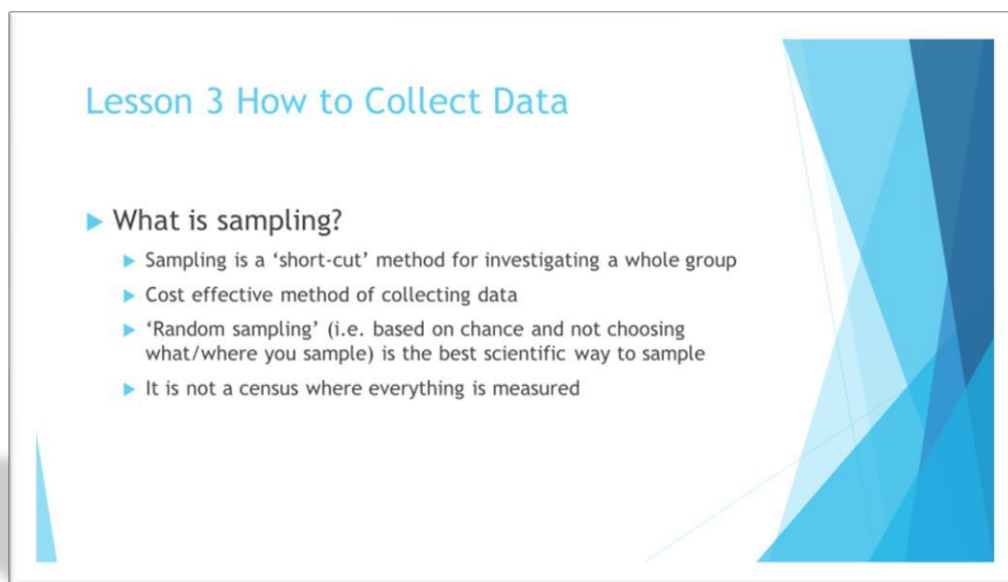 Lesson 3 How to Collect Data
What is sampling?
Sampling is a ‘short-cut’ method for investigating a whole group
Cost effective method of collecting data
‘Random sampling’ (i.e. based on chance and not choosing
what/where you sample) is the best scientific way to sample
It is not a census where everything is measured